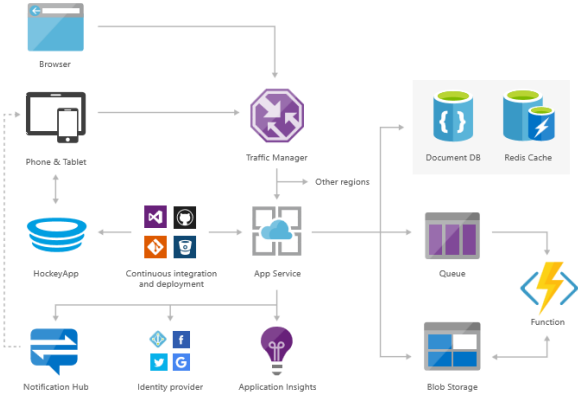 Browser
Phone & Tablet
Traffic Manager
Document DB
Redis Cache
Other regions
HockeyApp
Continuous integration
and deployment
App Service
Queue
Function
Notification Hub
Identity provider
Application Insights
Blob Storage